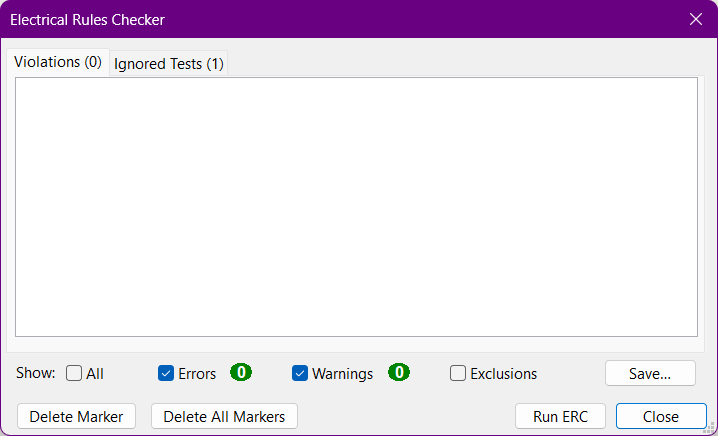 Electrical Rules Checker
Violations (0) Ignored Tests (1)
Show: All Errors 0 Warnings 0 Exclusions Save...
Delete Marker Delete All Markers Run ERC Close